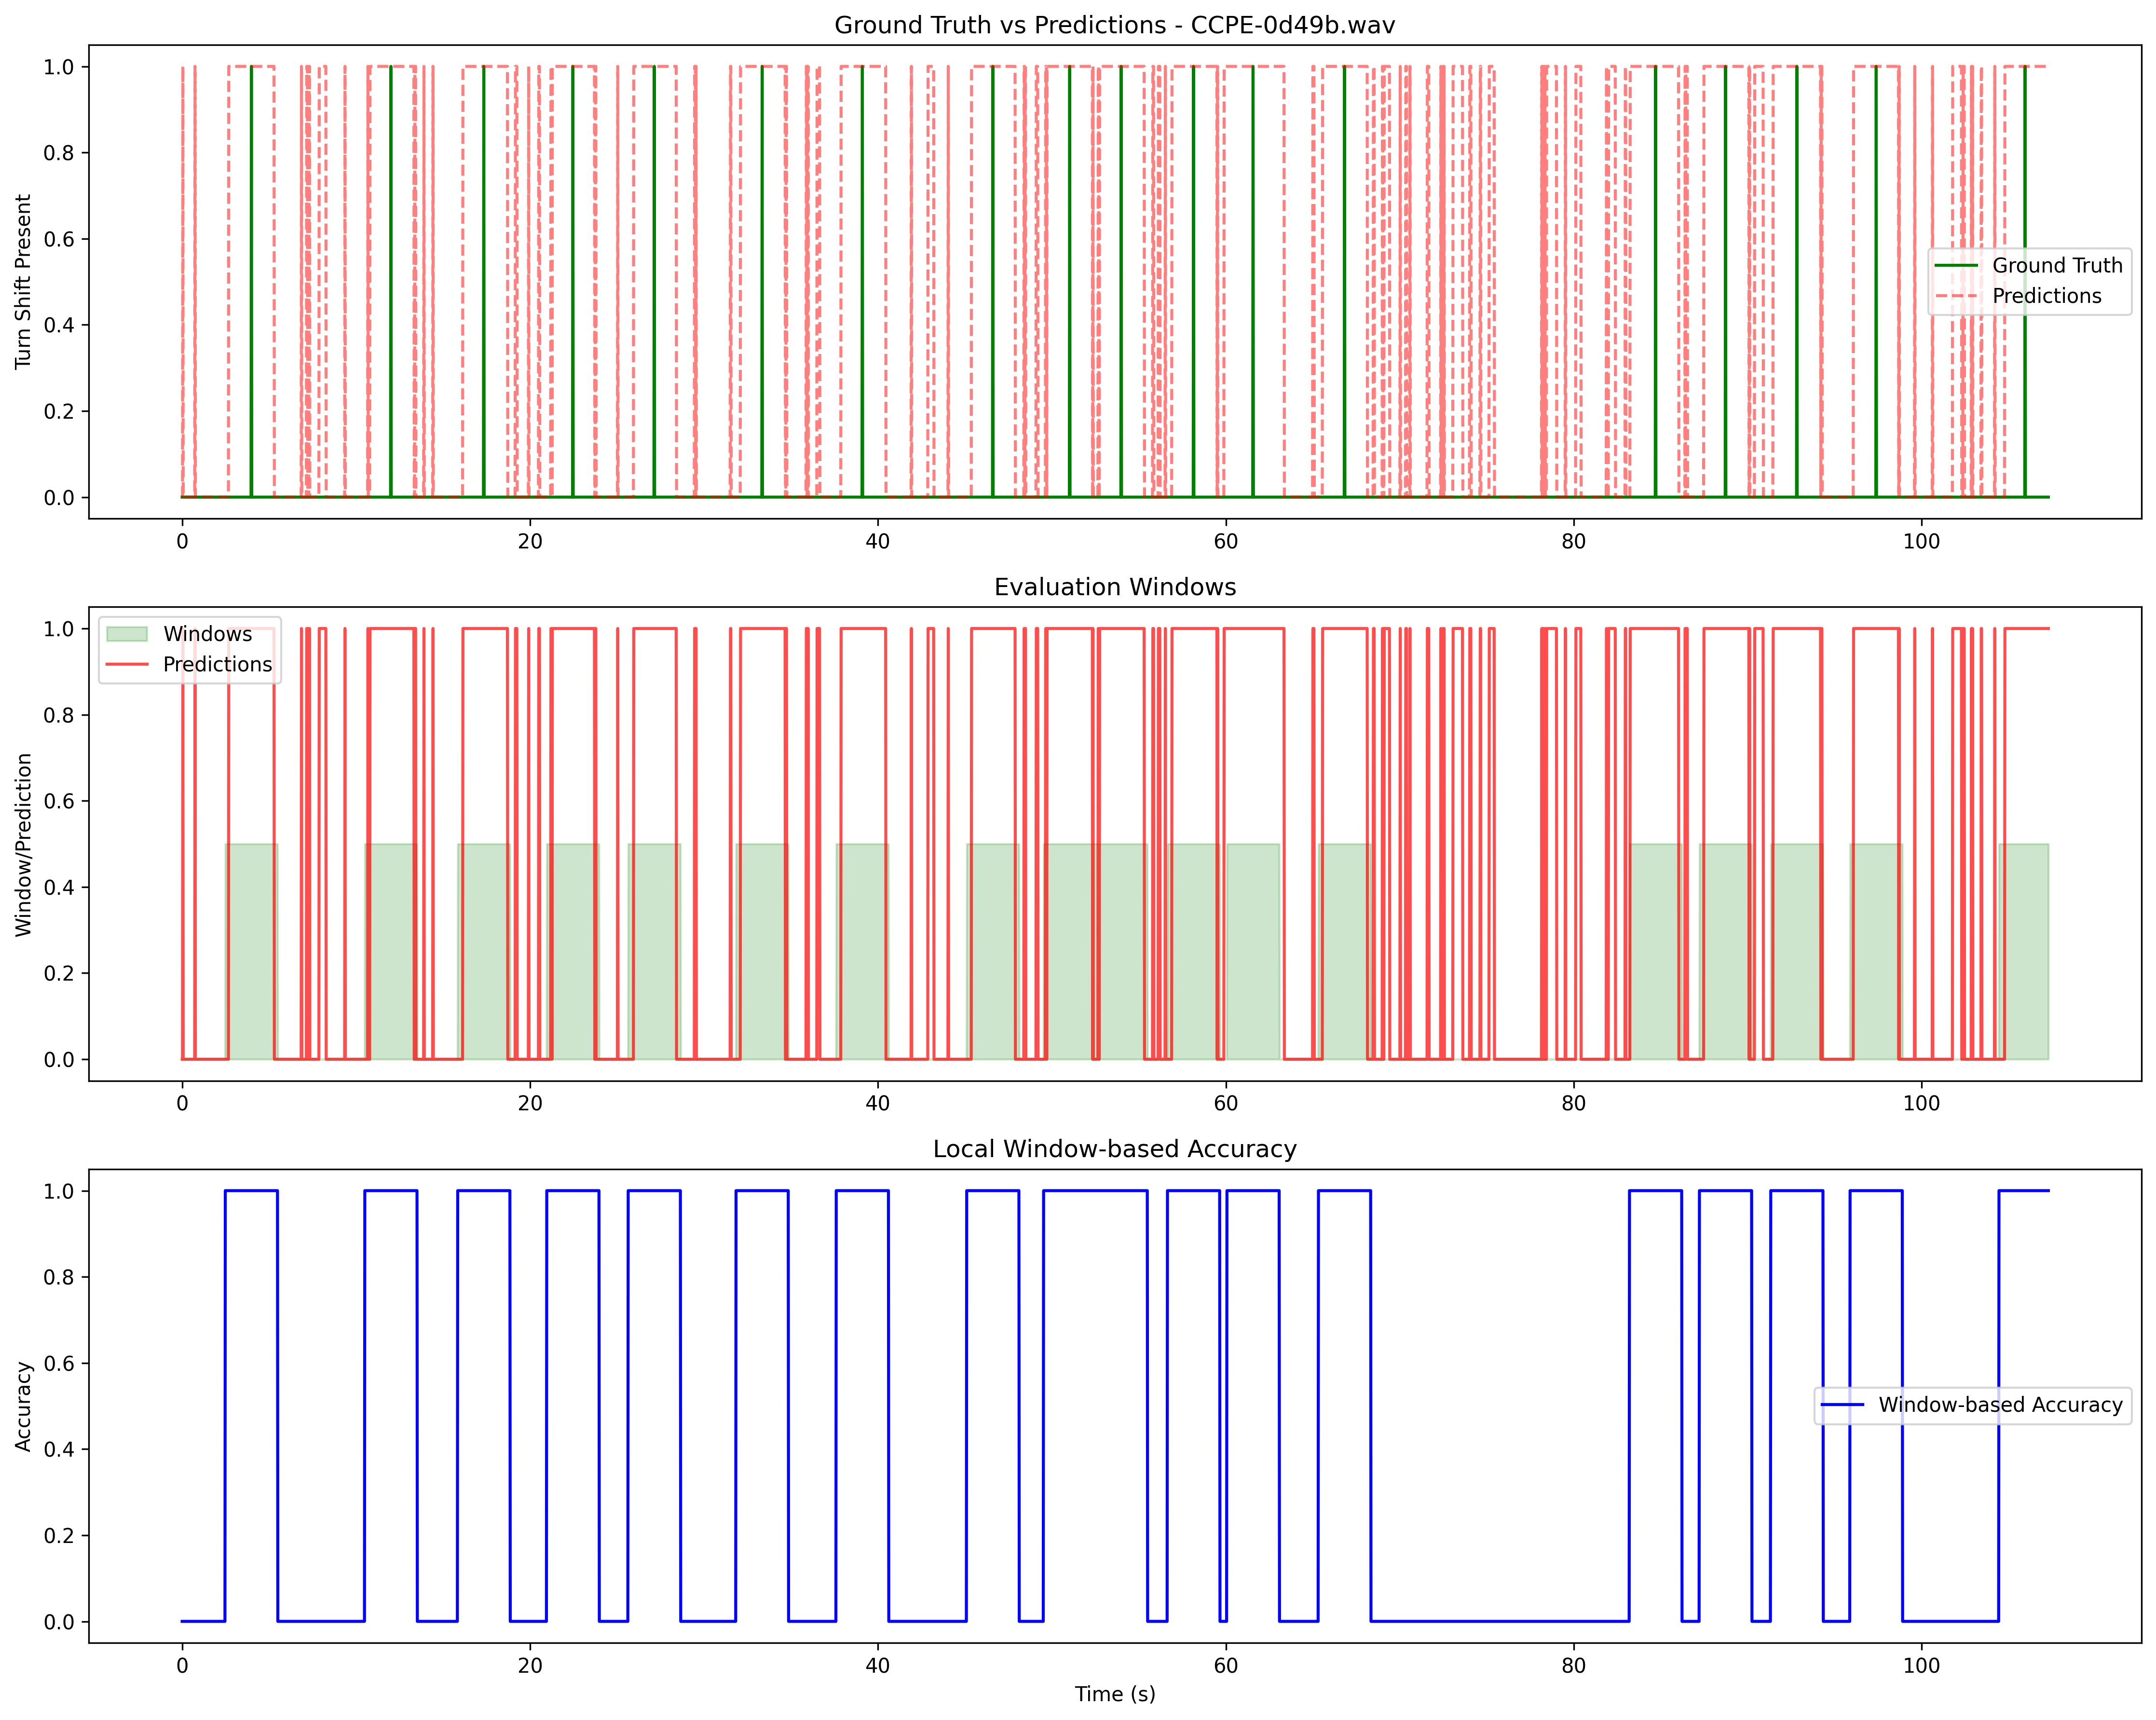 Ground Truth vs Predictions - CCPE-0d49b.wav
Turn Shift Present
1.0
0.8
0.6
0.4
0.2
0.0
Ground Truth
Predictions
0 20 40 60 80 100
Evaluation Windows
Window/Prediction
1.0
0.8
0.6
0.4
0.2
0.0
Windows
Predictions
0 20 40 60 80 100
Local Window-based Accuracy
Accuracy
1.0
0.8
0.6
0.4
0.2
0.0
Window-based Accuracy
0 20 40 60 80 100
Time (s)